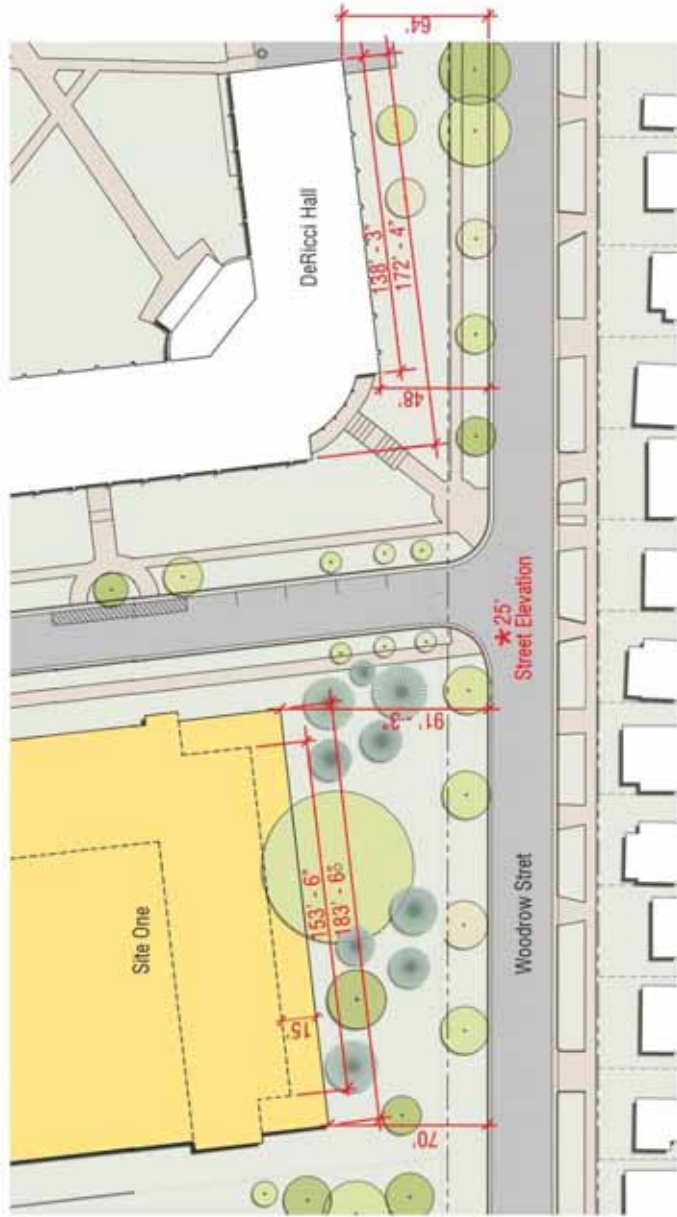 64'
DeRicci Hall
138' - 3"
172' - 4"
48'
25'
Street Elevation
91' -3"
Site One
153' - 6"
183' - 6"
15'
Woodrow Stret
70'